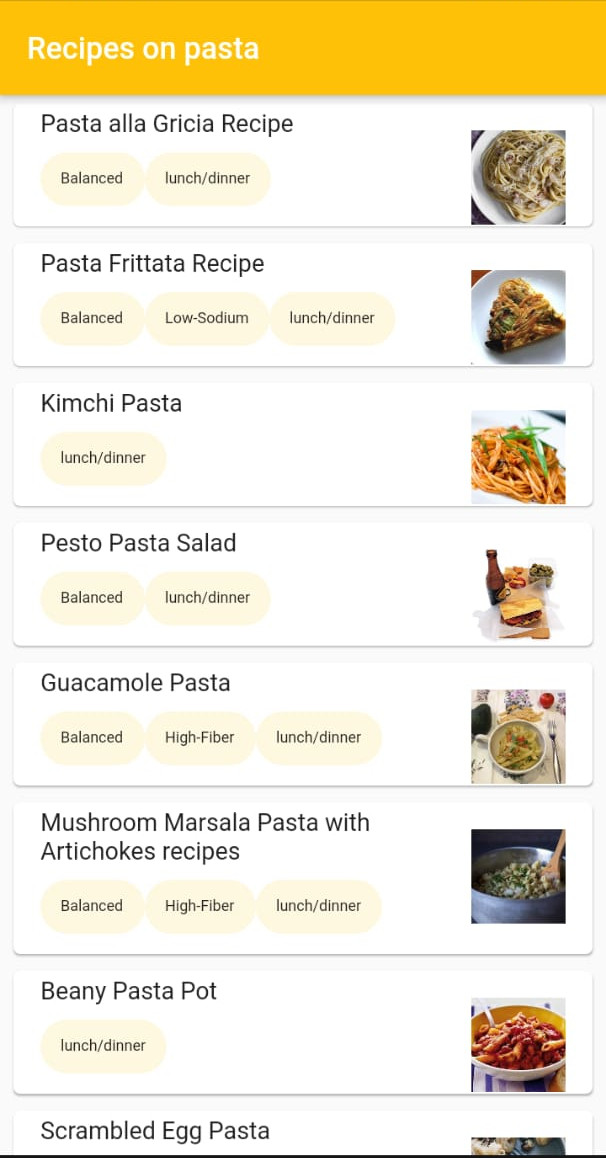 Recipes on pasta
Pasta alla Gricia Recipe
Balanced lunch/dinner
Pasta Frittata Recipe
Balanced Low-Sodium lunch/dinner
Kimchi Pasta
lunch/dinner
Pesto Pasta Salad
Balanced lunch/dinner
Guacamole Pasta
Balanced High-Fiber lunch/dinner
Mushroom Marsala Pasta with
Artichokes recipes
Balanced High-Fiber lunch/dinner
Beany Pasta Pot
lunch/dinner
Scrambled Egg Pasta